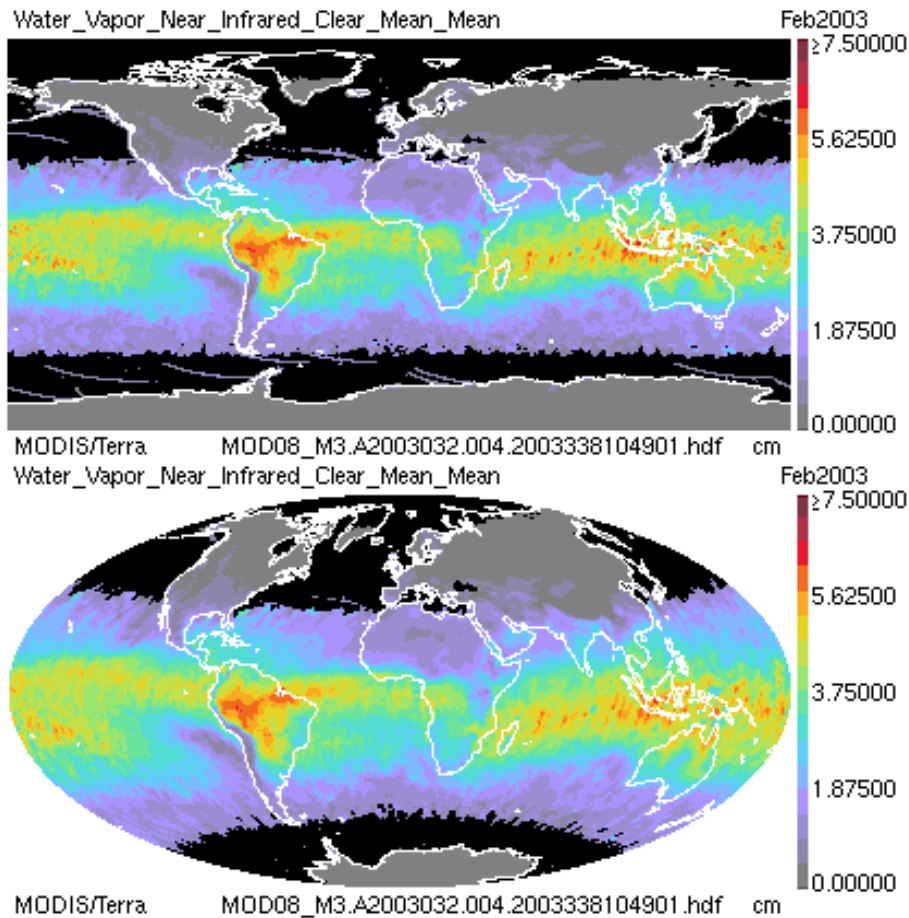 Water_Vapor_Near_Infrared_Clear_Mean_Mean Feb2003
≥7.50000
5.62500
3.75000
1.87500
0.00000
MODIS/Terra MOD08_M3.A2003032.004.2003338104901.hdf cm
Water_Vapor_Near_Infrared_Clear_Mean_Mean Feb2003
≥7.50000
5.62500
3.75000
1.87500
0.00000
MODIS/Terra MOD08_M3.A2003032.004.2003338104901.hdf cm